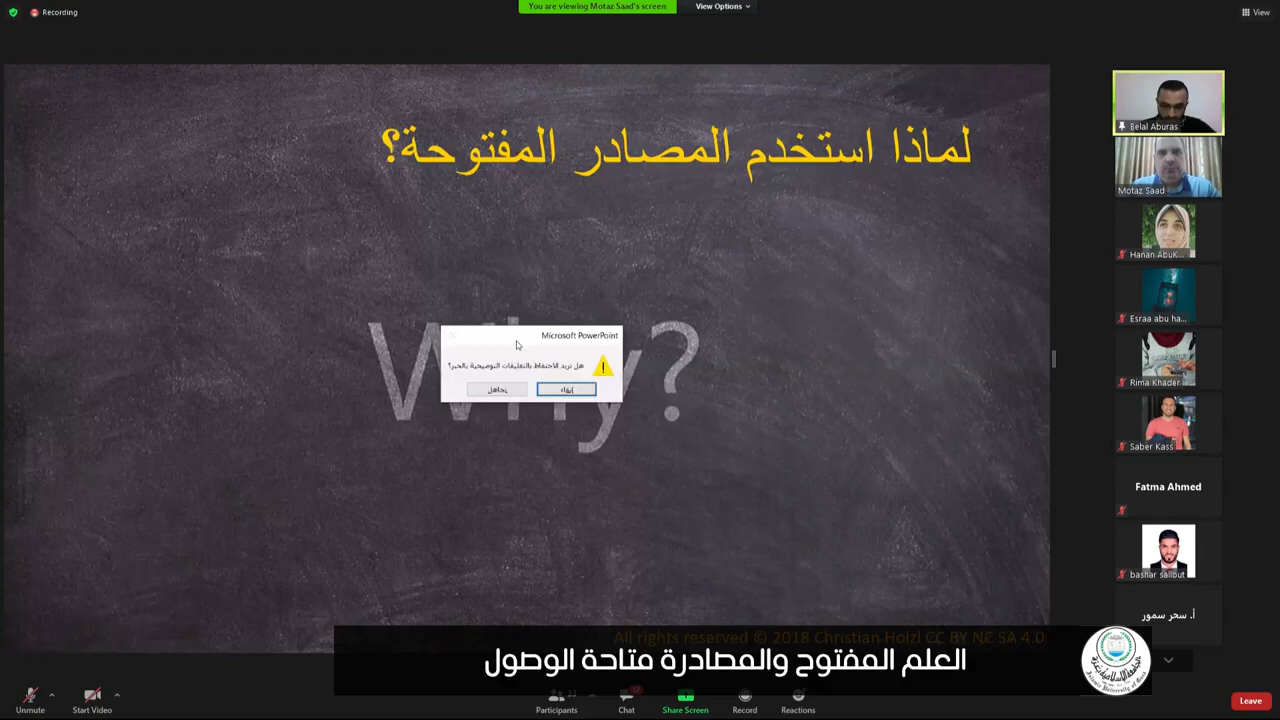 Recording
You are viewing Motaz Saad's screen
View Options
View
لماذا استخدم المصادر المفتوحة؟
Why?
Microsoft PowerPoint
هل تريد الاحتفاظ بالتعليقات التوضيحية بالحبر؟
إبقاء
تجاهل
All rights reserved © 2018 Christian Holzl CC BY NC SA 4.0
العلم المفتوح والمصادرة متاحة الوصول
Belal Aburas
Motaz Saad
Hanan AbuK...
Esraa abu ha...
Rima Khader
Saber Kass
Fatma Ahmed
bashar sallout
أ. سحر سمور
Unmute
Start Video
Participants
Chat
Share Screen
Record
Reactions
Leave